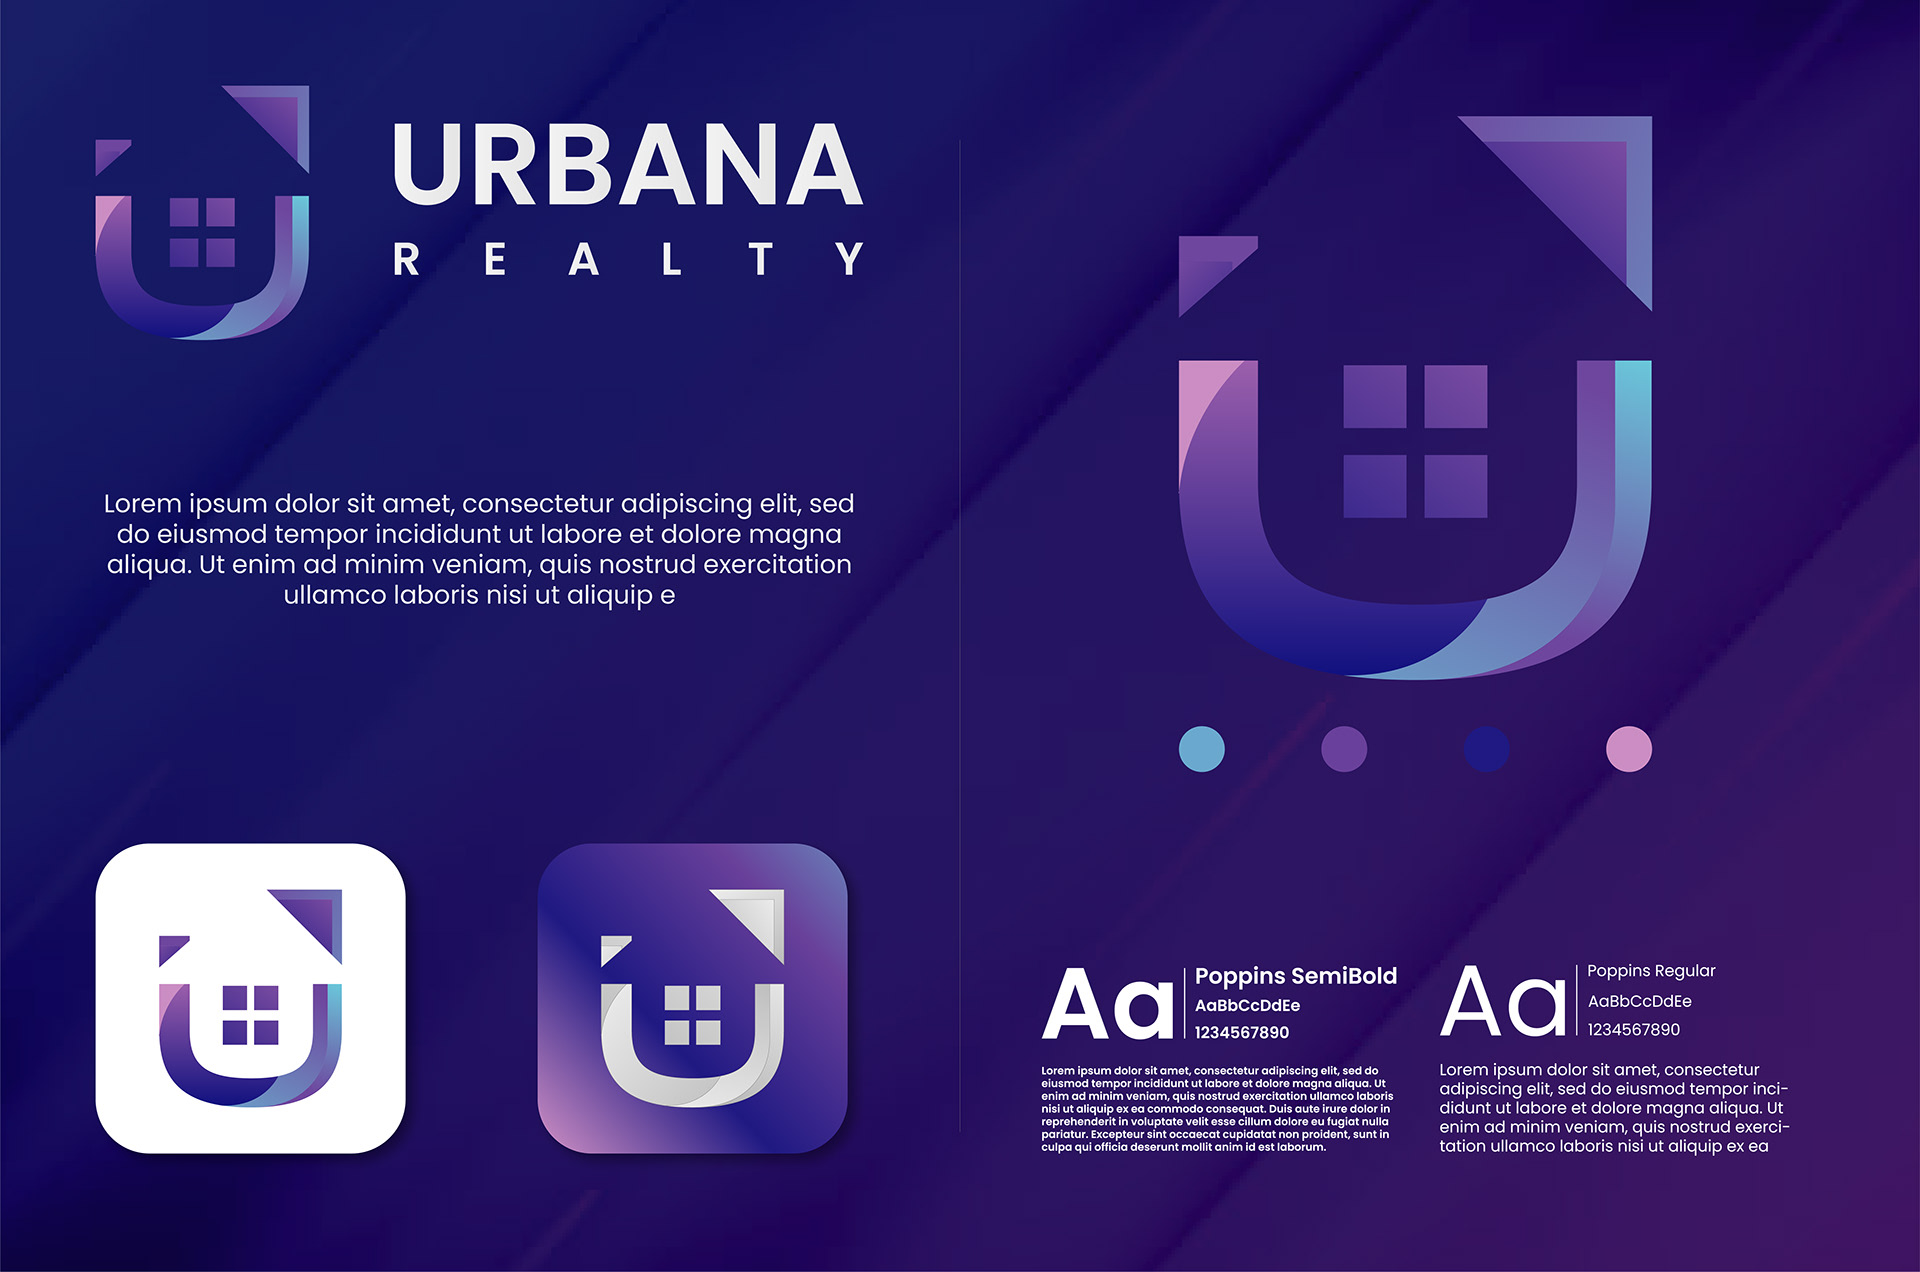 URBANA
REALTY
Lorem ipsum dolor sit amet, consectetur adipiscing elit, sed
do eiusmod tempor incididunt ut labore et dolore magna
aliqua. Ut enim ad minim veniam, quis nostrud exercitation
ullamco laboris nisi ut aliquip e
Aa
Poppins SemiBold
AaBbCcDdEe
1234567890
Lorem ipsum dolor sit amet, consectetur adipiscing elit, sed do
eiusmod tempor incididunt ut labore et dolore magna aliqua. Ut
enim ad minim veniam, quis nostrud exercitation ullamco laboris
nisi ut aliquip ex ea commodo consequat. Duis aute irure dolor in
reprehenderit in voluptate velit esse cillum dolore eu fugiat nulla
pariatur. Excepteur sint occaecat cupidatat non proident, sunt in
culpa qui officia deserunt mollit anim id est laborum.
Aa
Poppins Regular
AaBbCcDdEe
1234567890
Lorem ipsum dolor sit amet, consectetur
adipiscing elit, sed do eiusmod tempor inci-
didunt ut labore et dolore magna aliqua. Ut
enim ad minim veniam, quis nostrud exerci-
tation ullamco laboris nisi ut aliquip ex ea